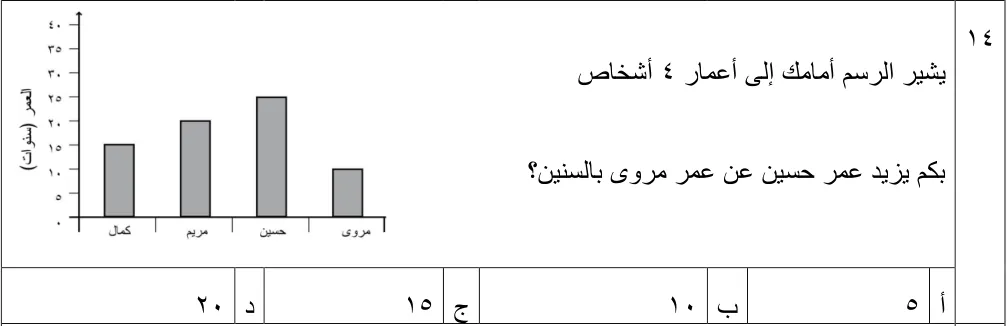 ١٤
يشير الرسم أمامك إلى أعمار ٤ أشخاص
بكم يزيد عمر حسين عن عمر مروى بالسنين؟
العمر (سنوات)
٤٠
٣٥
٣٠
٢٥
٢٠
١٥
١٠
٥
٠
كمال مريم حسين مروى
أ ٥ ب ١٠ ج ١٥ د ٢٠